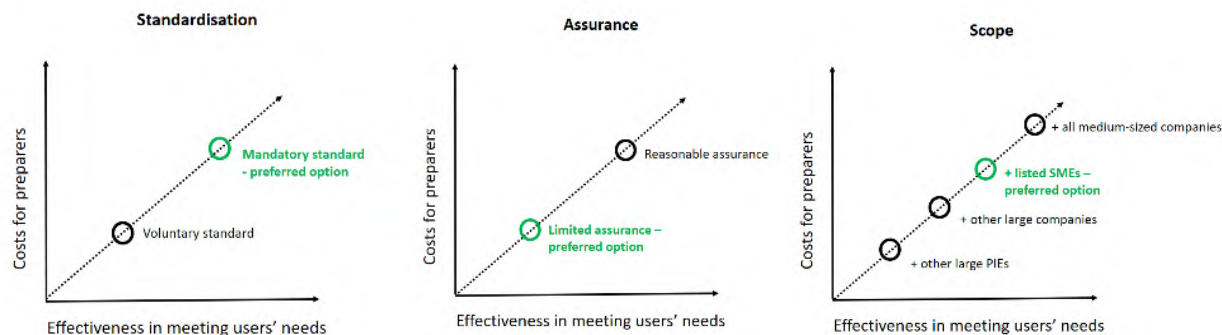 Standardisation
Costs for preparers
Mandatory standard
- preferred option
Voluntary standard
Effectiveness in meeting users' needs
Assurance
Costs for preparers
Reasonable assurance
Limited assurance –
preferred option
Effectiveness in meeting users' needs
Scope
Costs for preparers
+ all medium-sized companies
+ listed SMEs –
preferred option
+ other large companies
+ other large PIEs
Effectiveness in meeting users' needs